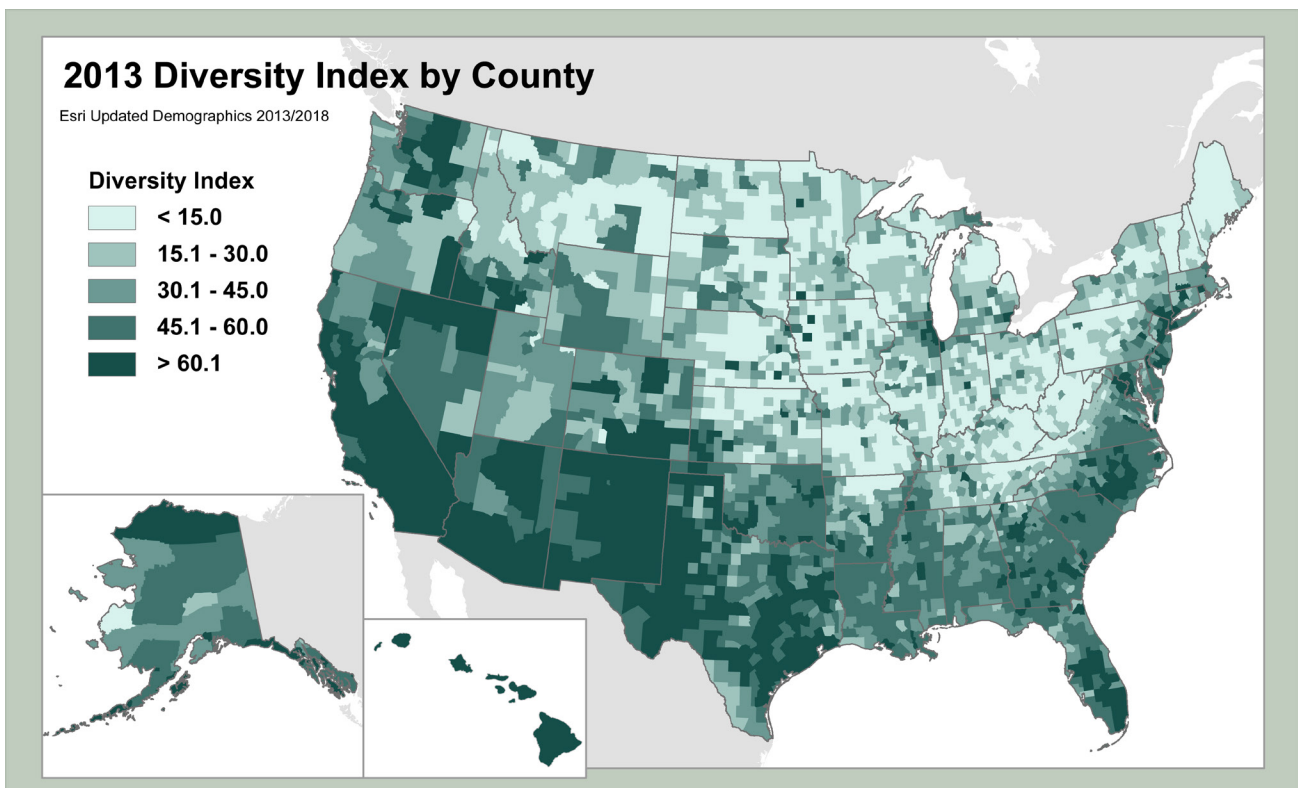 2013 Diversity Index by County
Esri Updated Demographics 2013/2018
Diversity Index
< 15.0
15.1 - 30.0
30.1 - 45.0
45.1 - 60.0
> 60.1